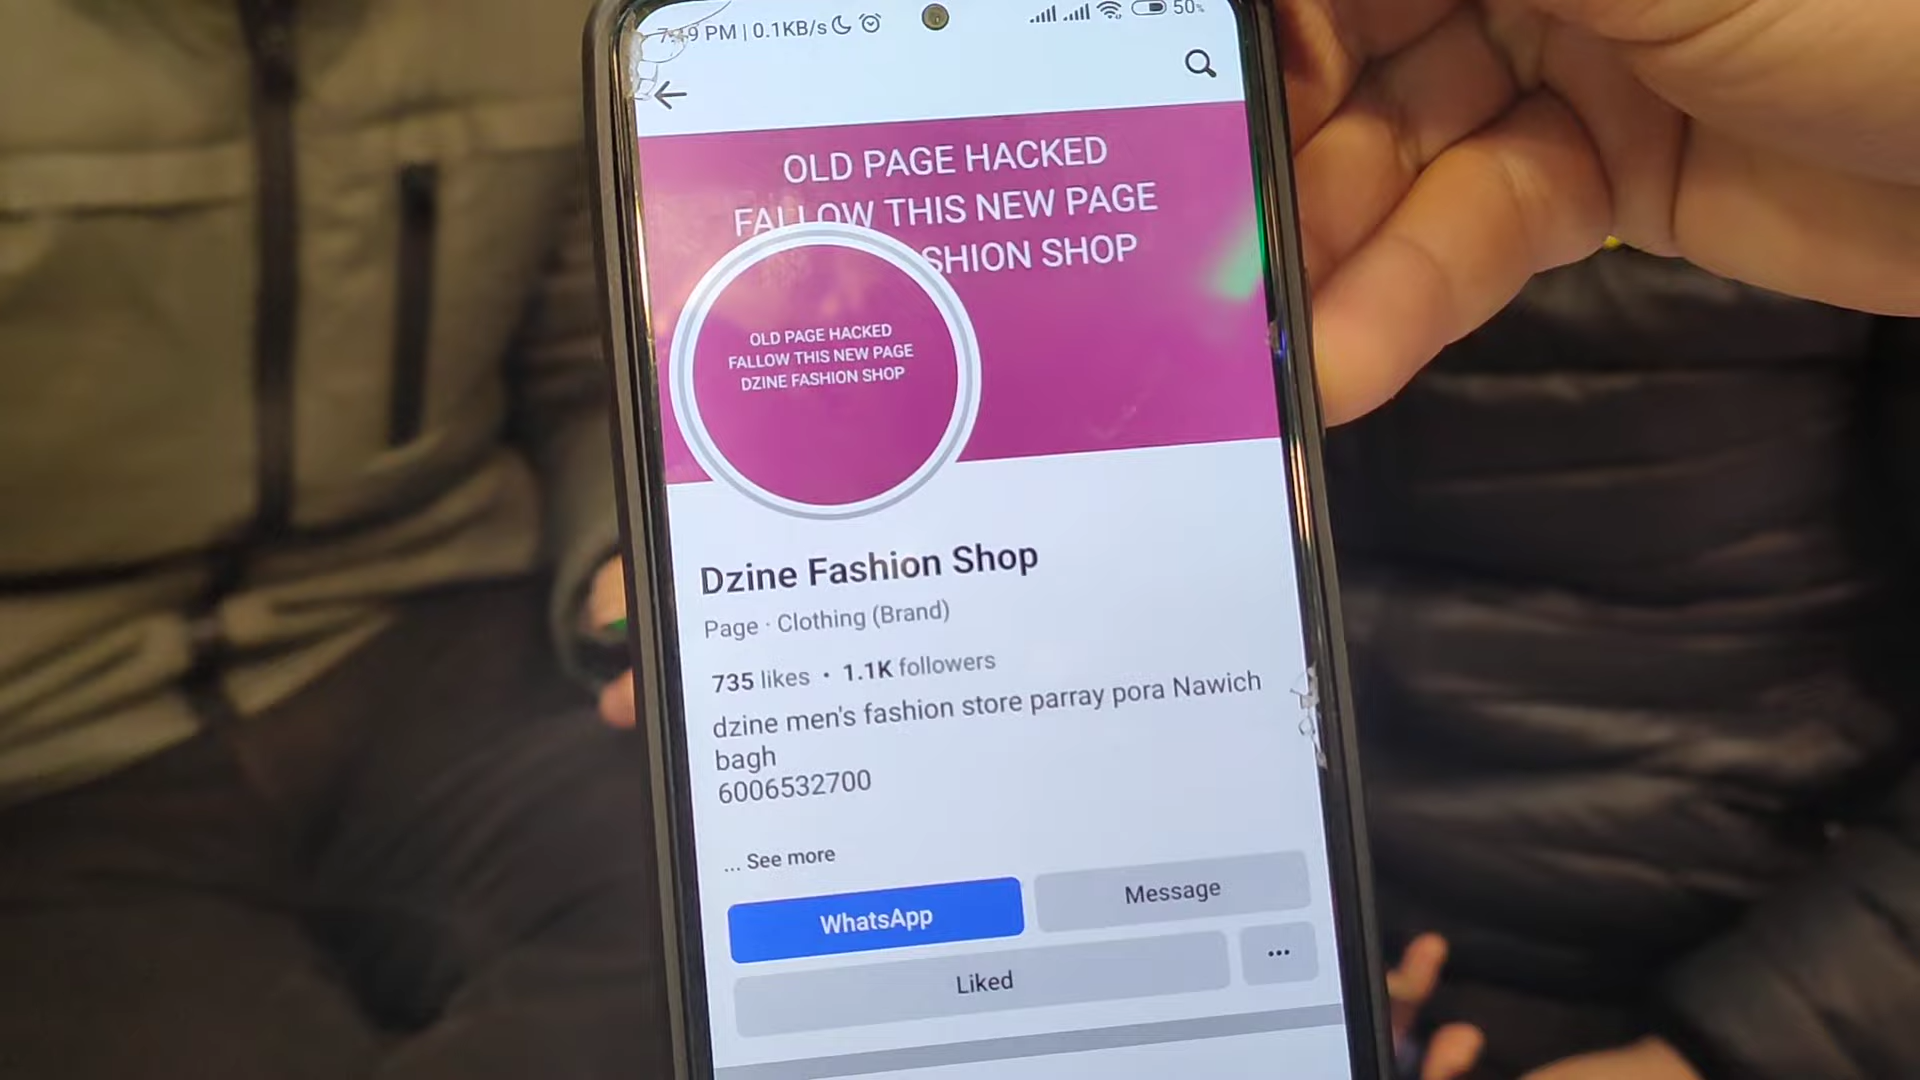 PM | 0.1KB/s
50%
OLD PAGE HACKED
FALLOW THIS NEW PAGE
SHION SHOP
OLD PAGE HACKED
FALLOW THIS NEW PAGE
DZINE FASHION SHOP
Dzine Fashion Shop
Page · Clothing (Brand)
735 likes • 1.1K followers
dzine men's fashion store parray pora Nawich
bagh
6006532700
... See more
WhatsApp
Message
Liked